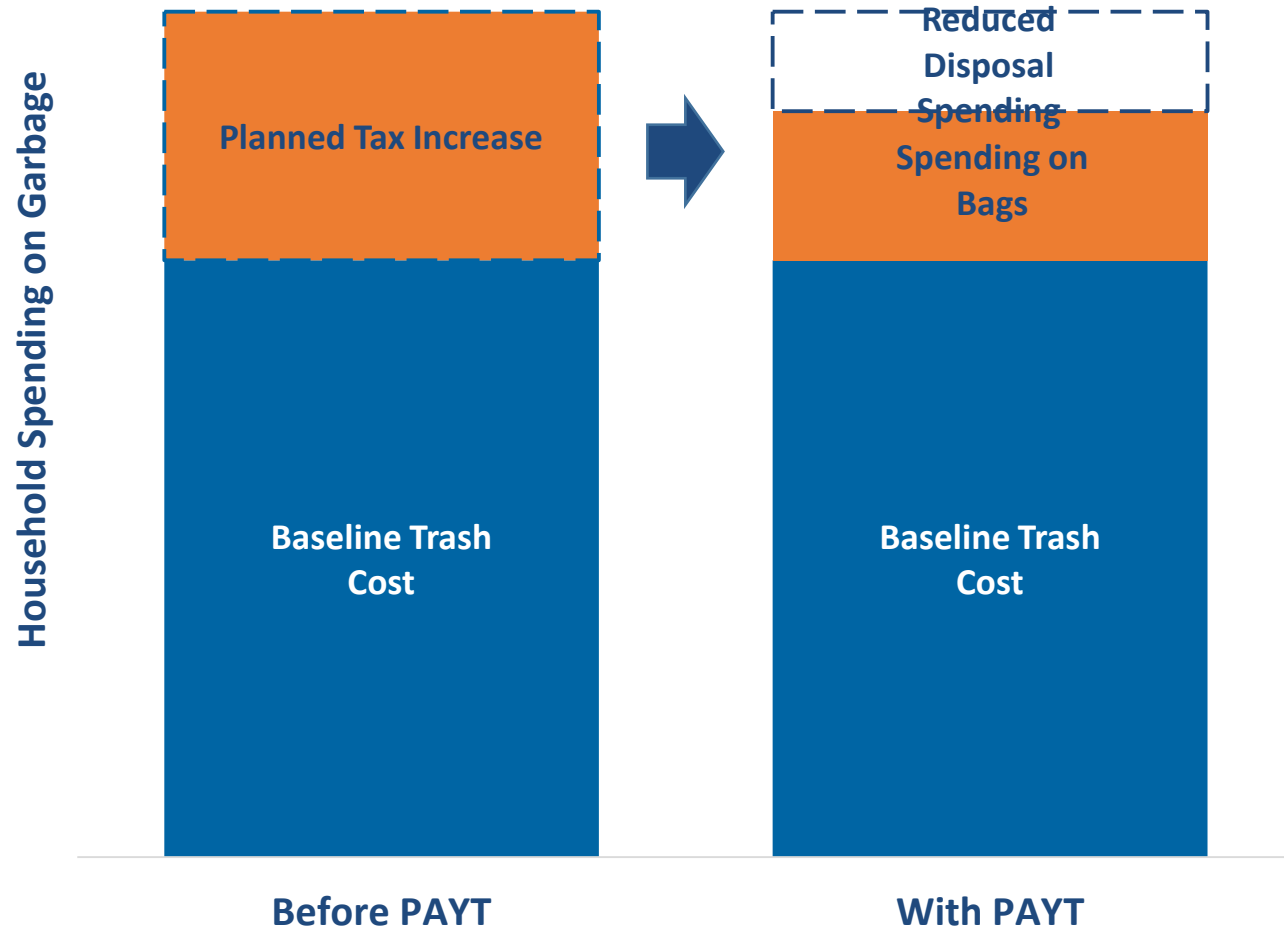 Household Spending on Garbage
Planned Tax Increase
Baseline Trash
Cost
Reduced
Disposal
Spending
Spending on
Bags
Baseline Trash
Cost
Before PAYT
With PAYT